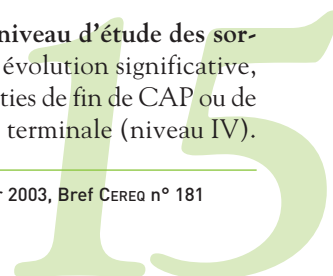 niveau d'étude des sor-
évolution significative,
ties de fin de CAP ou de
terminale (niveau IV).
r 2003, Bref CEREQ n° 181
15